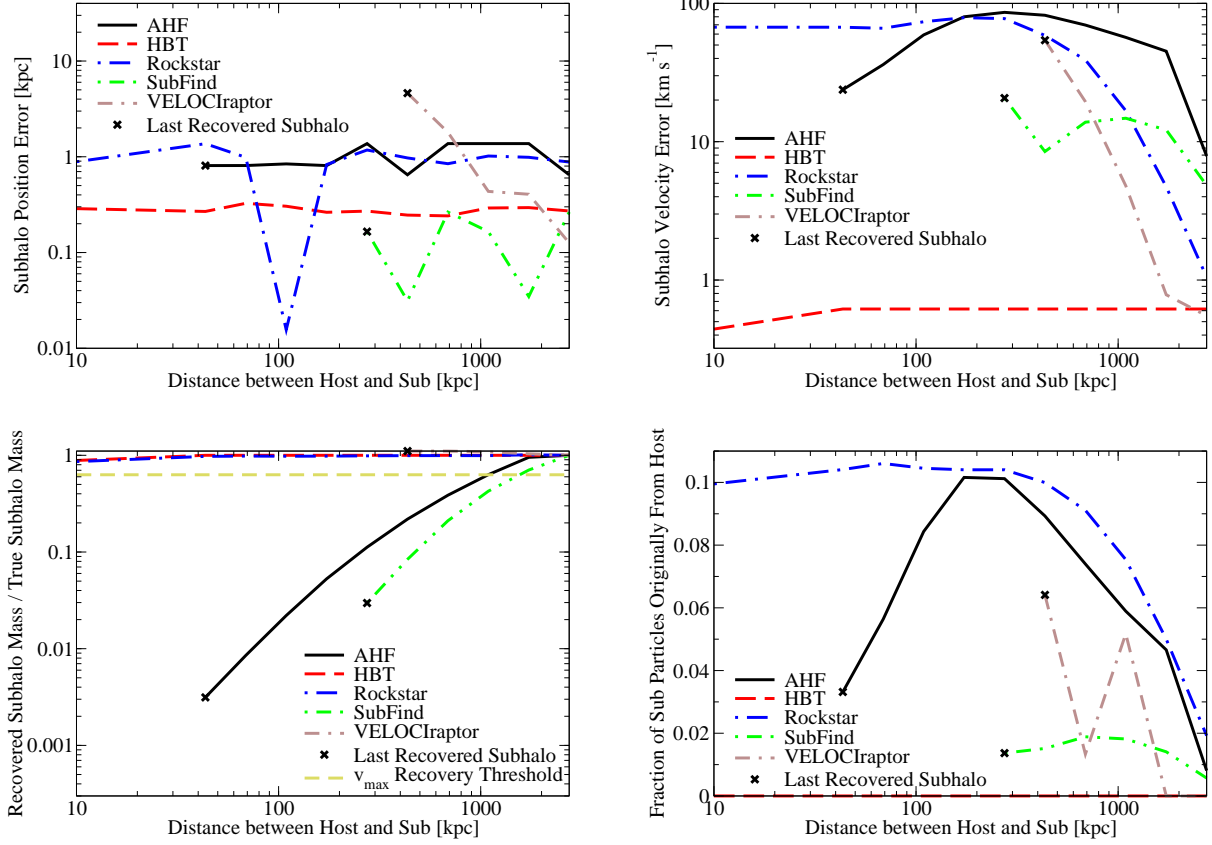 AHF
HBT
Rockstar
SubFind
VELOCIraptor
Last Recovered Subhalo
10
1
0.1
0.01
10
100
1000
Subhalo Position Error [kpc]
Distance between Host and Sub [kpc]
100
10
1
10
100
1000
Subhalo Velocity Error [km s⁻¹]
AHF
HBT
Rockstar
SubFind
VELOCIraptor
Last Recovered Subhalo
Distance between Host and Sub [kpc]
1
0.1
0.01
0.001
10
100
1000
Recovered Subhalo Mass / True Subhalo Mass
AHF
HBT
Rockstar
SubFind
VELOCIraptor
Last Recovered Subhalo
v_max Recovery Threshold
Distance between Host and Sub [kpc]
0.1
0.08
0.06
0.04
0.02
0
10
100
1000
Fraction of Sub Particles Originally From Host
AHF
HBT
Rockstar
SubFind
VELOCIraptor
Last Recovered Subhalo
Distance between Host and Sub [kpc]